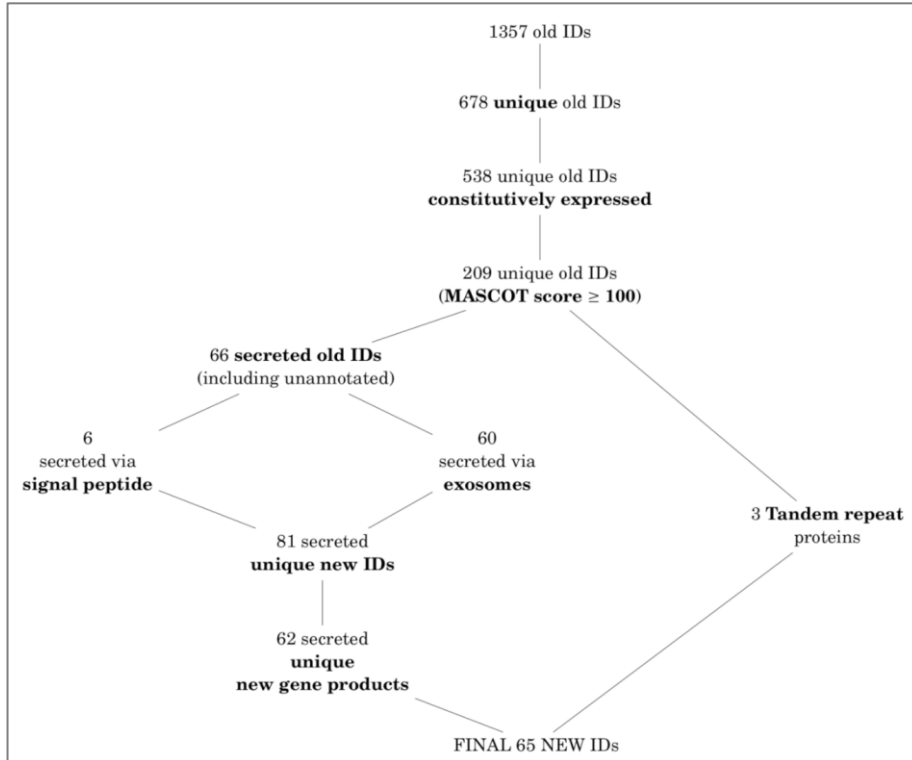 1357 old IDs
678 unique old IDs
538 unique old IDs
constitutively expressed
209 unique old IDs
(MASCOT score ≥ 100)
66 secreted old IDs
(including unannotated)
6
secreted via
signal peptide
60
secreted via
exosomes
3 Tandem repeat
proteins
81 secreted
unique new IDs
62 secreted
unique
new gene products
FINAL 65 NEW IDs